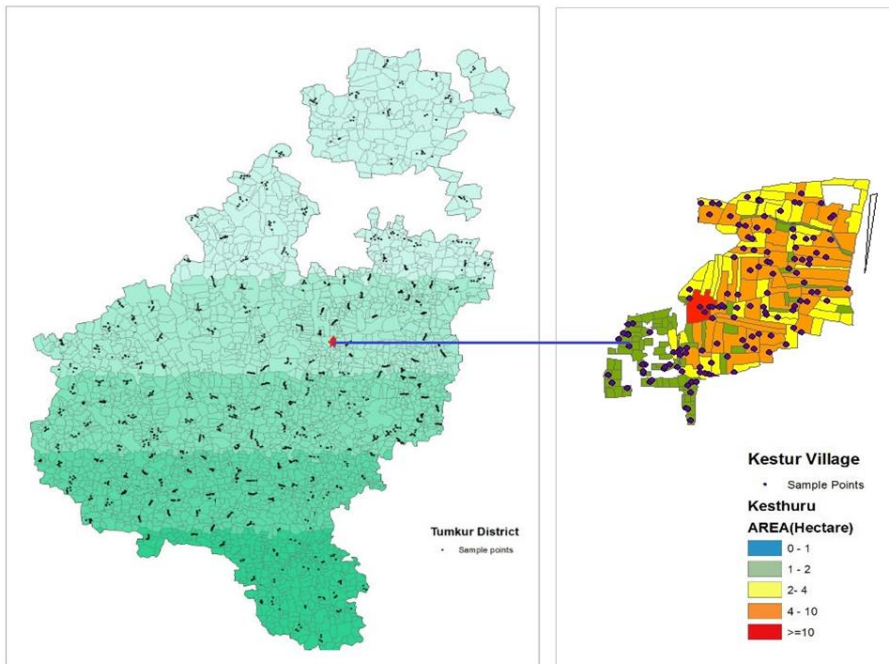 Tumkur District
Sample points
Kestur Village
Sample Points
Kesthuru
AREA(Hectare)
0 - 1
1 - 2
2- 4
4 - 10
>=10